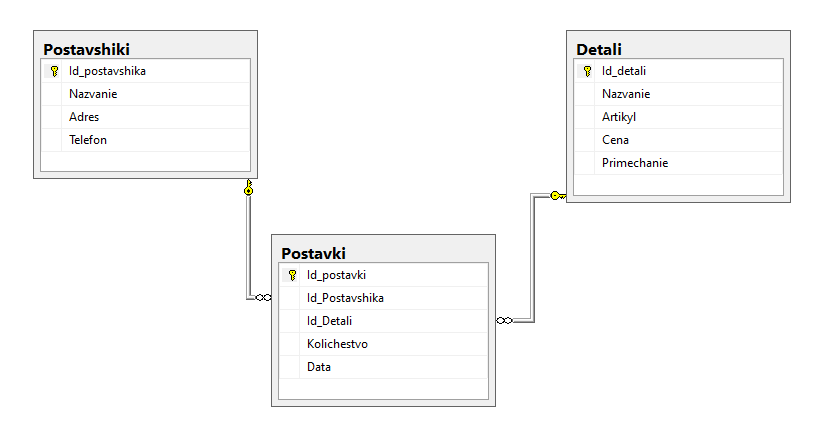 Postavshiki
Id_postavshika
Nazvanie
Adres
Telefon
Detali
Id_detali
Nazvanie
Artikyl
Cena
Primechanie
Postavki
Id_postavki
Id_Postavshika
Id_Detali
Kolichestvo
Data